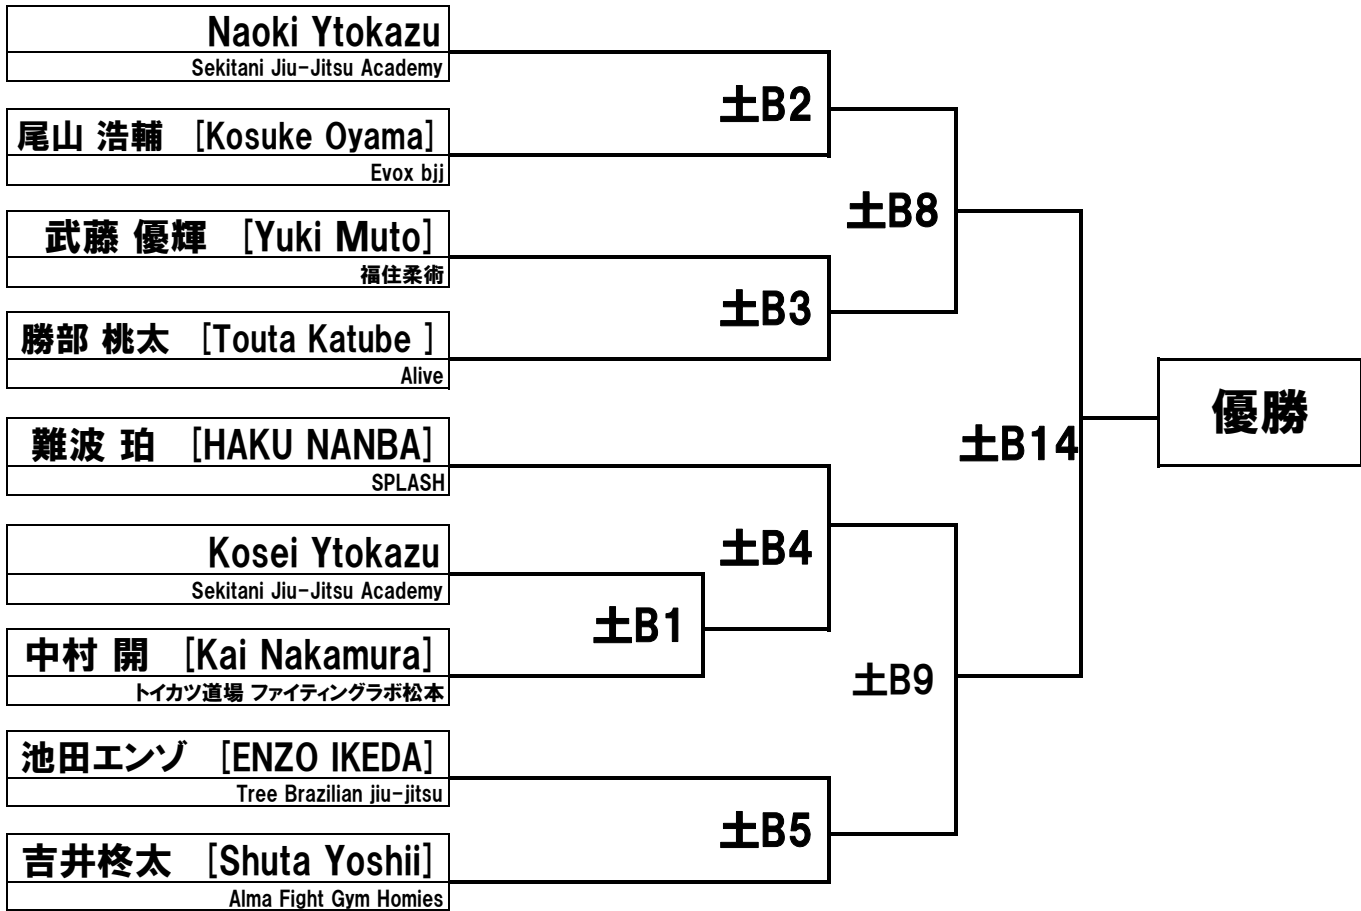 Naoki Ytokazu
Sekitani Jiu-Jitsu Academy
土B2
尾山 浩輔 [Kosuke Oyama]
Evox bjj
土B8
武藤 優輝 [Yuki Muto]
福住柔術
土B3
勝部 桃太 [Touta Katube ]
Alive
優勝
土B14
難波 珀 [HAKU NANBA]
SPLASH
土B4
Kosei Ytokazu
Sekitani Jiu-Jitsu Academy
土B1
中村 開 [Kai Nakamura]
トイカツ道場 ファイティングラボ松本
土B9
池田エンゾ [ENZO IKEDA]
Tree Brazilian jiu-jitsu
土B5
吉井柊太 [Shuta Yoshii]
Alma Fight Gym Homies